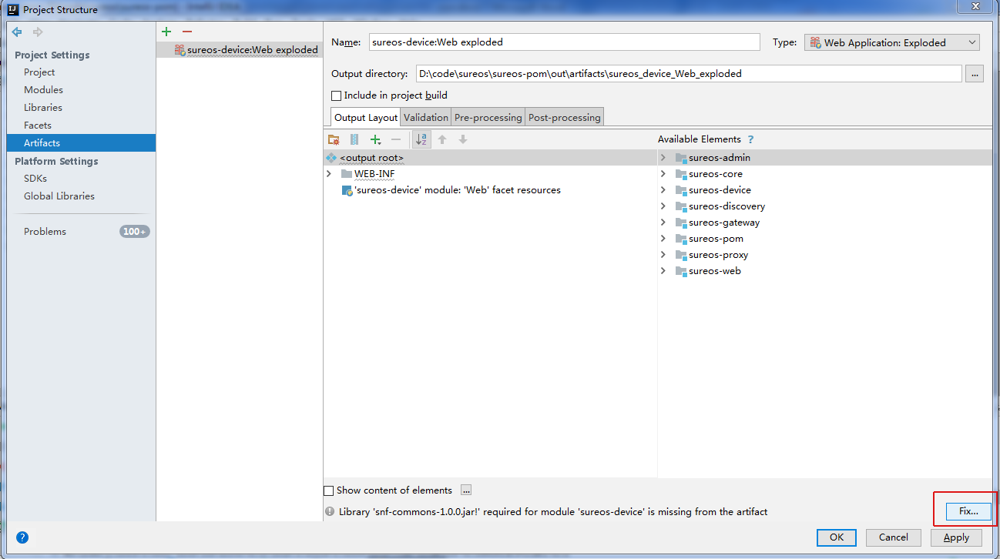 Project Structure
Project Settings
Project
Modules
Libraries
Facets
Artifacts
Platform Settings
SDKs
Global Libraries
Problems 100+
sureos-device:Web exploded
Name: sureos-device:Web exploded Type: Web Application: Exploded
Output directory: D:\code\sureos\sureos-pom\out\artifacts\sureos_device_Web_exploded ...
Include in project build
Output Layout Validation Pre-processing Post-processing
Available Elements ?
<output root>
WEB-INF
'sureos-device' module: 'Web' facet resources
sureos-admin
sureos-core
sureos-device
sureos-discovery
sureos-gateway
sureos-pom
sureos-proxy
sureos-web
Show content of elements ...
Library 'snf-commons-1.0.0.jar!' required for module 'sureos-device' is missing from the artifact Fix...
? OK Cancel Apply